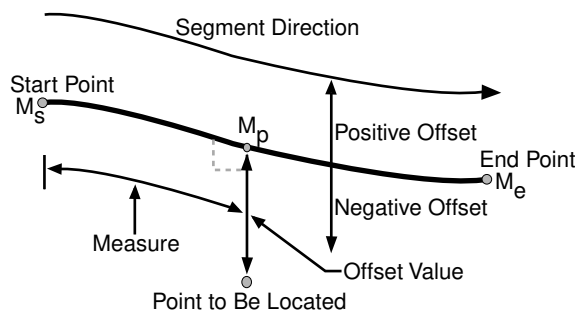 Segment Direction
Start Point
Ms
Mp
Positive Offset
End Point
Me
Negative Offset
Measure
Offset Value
Point to Be Located